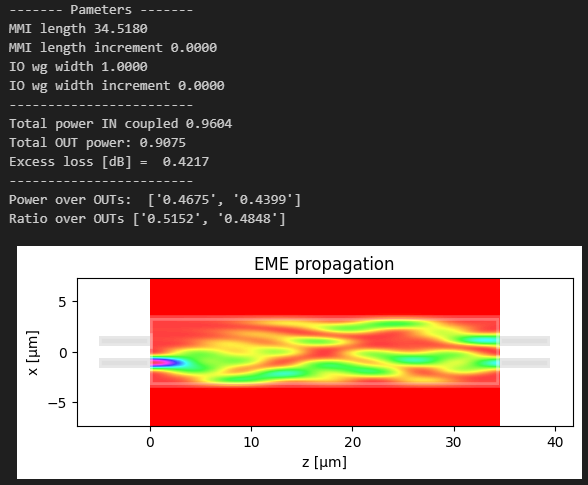 ------- Pameters -------
MMI length 34.5180
MMI length increment 0.0000
IO wg width 1.0000
IO wg width increment 0.0000
------------------------
Total power IN coupled 0.9604
Total OUT power: 0.9075
Excess loss [dB] =  0.4217
------------------------
Power over OUTs:  ['0.4675', '0.4399']
Ratio over OUTs ['0.5152', '0.4848']
EME propagation
x [μm]
5
0
−5
0 10 20 30 40
z [μm]